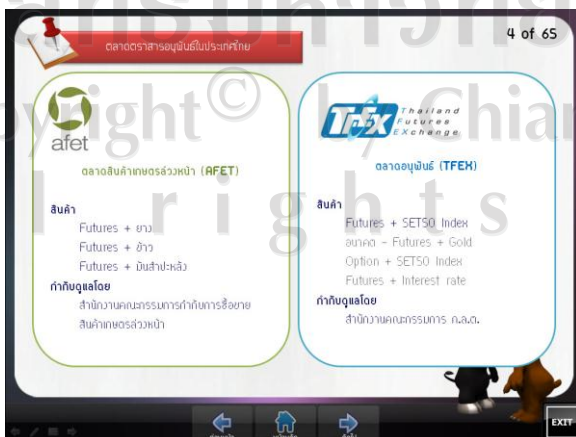 4 of 65
ตลาดตราสารอนุพันธ์ในประเทศไทย
afet
ตลาดสินค้าเกษตรล่วงหน้า (AFET)
สินค้า
Futures + ยาง
Futures + ข้าว
Futures + มันสำปะหลัง
กำกับดูแลโดย
สำนักงานคณะกรรมการกำกับการซื้อขาย
สินค้าเกษตรล่วงหน้า
TFEX Thailand
Futures
EXchange
ตลาดอนุพันธ์ (TFEX)
สินค้า
Futures + SET50 Index
อนาคต - Futures + Gold
Option + SET50 Index
Futures + Interest rate
กำกับดูแลโดย
สำนักงานคณะกรรมการ ก.ล.ต.
EXIT